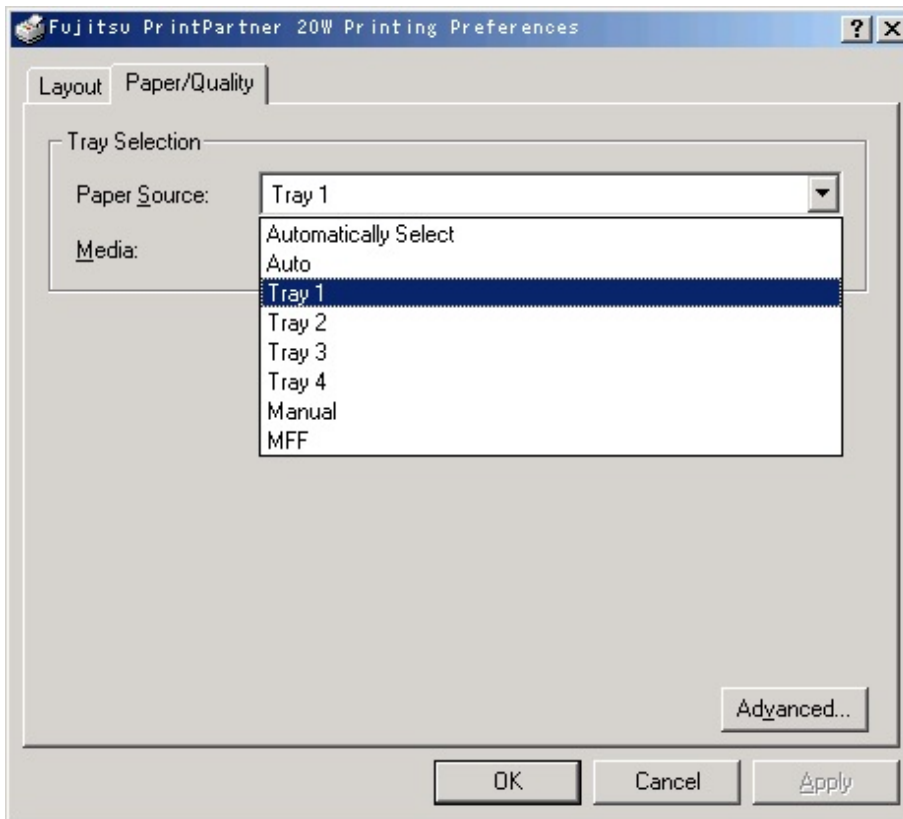 Fujitsu PrintPartner 20W Printing Preferences
Layout Paper/Quality
Tray Selection
Paper Source: Tray 1
Automatically Select
Media:
Auto
Tray 1
Tray 2
Tray 3
Tray 4
Manual
MFF
Advanced...
OK Cancel Apply